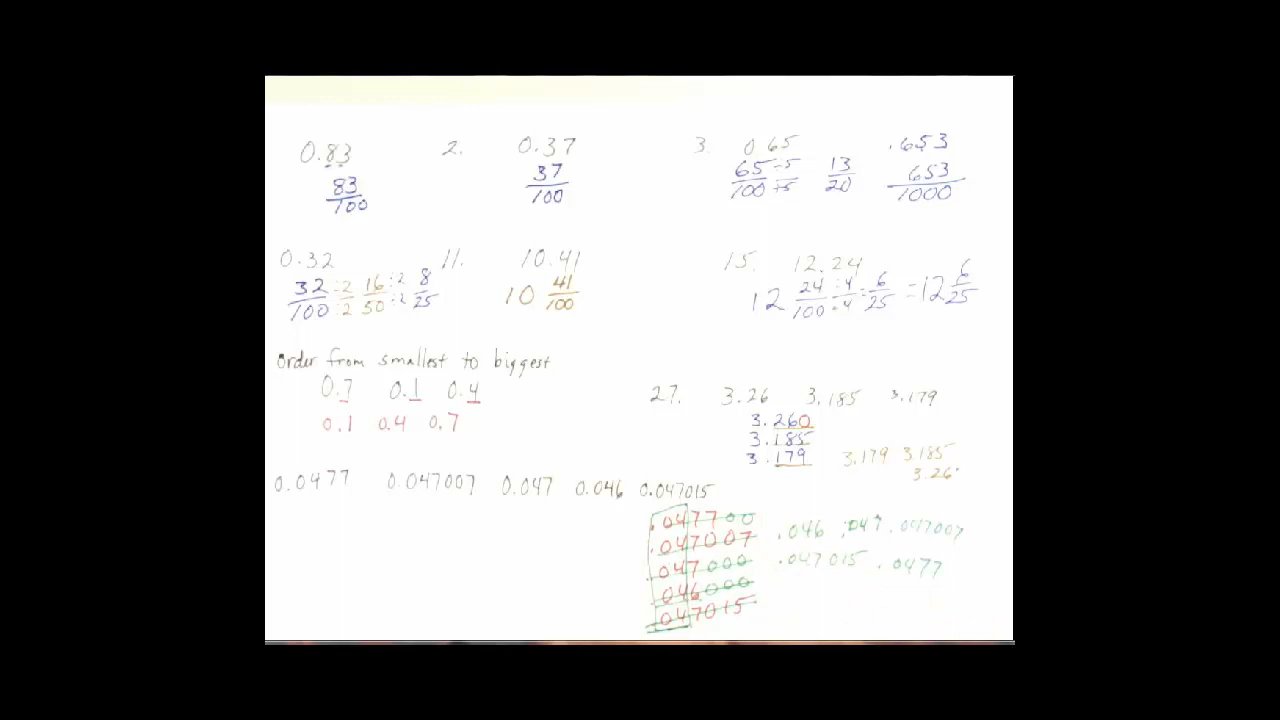 0.83 2. 0.37 3. 0.65 .653
83/100 37/100 65/100 ÷5/÷5 13/20 653/1000
0.32 11. 10.41 15. 12.24
32/100 ÷2/÷2 16/50 ÷2/÷2 8/25 10 41/100 12 24/100 ÷4/÷4 = 6/25 = 12 6/25
Order from smallest to biggest
0.7 0.1 0.4
0.1 0.4 0.7
27. 3.26 3.185 3.179
3.260
3.185
3.179 3.179 3.185
3.26
0.0477 0.047007 0.047 0.046 0.047015
.047700
.047007
.047000
.046000
.047015
.046 .047 .047007
.047015 .0477